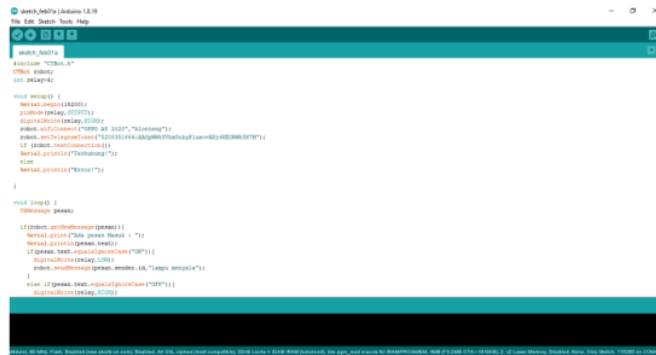 sketch_feb01a | Arduino 1.8.19
File Edit Sketch Tools Help
sketch_feb01a
#include "CTBot.h"
CTBot robot;
int relay=4;
void setup() {
Serial.begin(15200);
pinMode(relay,OUTPUT);
digitalWrite(relay,HIGH);
robot.wifiConnect("OPPO A5 2020","klonteng");
robot.setTelegramToken(
if (robot.testConnection())
Serial.println("Terhubung!");
else
Serial.println("Error!");
}
void loop() {
TBMessage pesan;
if(robot.getNewMessage(pesan)){
Serial.print("Ada pesan Masuk : ");
Serial.println(pesan.text);
if(pesan.text.equalsIgnoreCase("ON")){
digitalWrite(relay,LOW);
robot.sendMessage(pesan.sender.id,"lampu menyala");
}
else if(pesan.text.equalsIgnoreCase("OFF")){
digitalWrite(relay,HIGH);